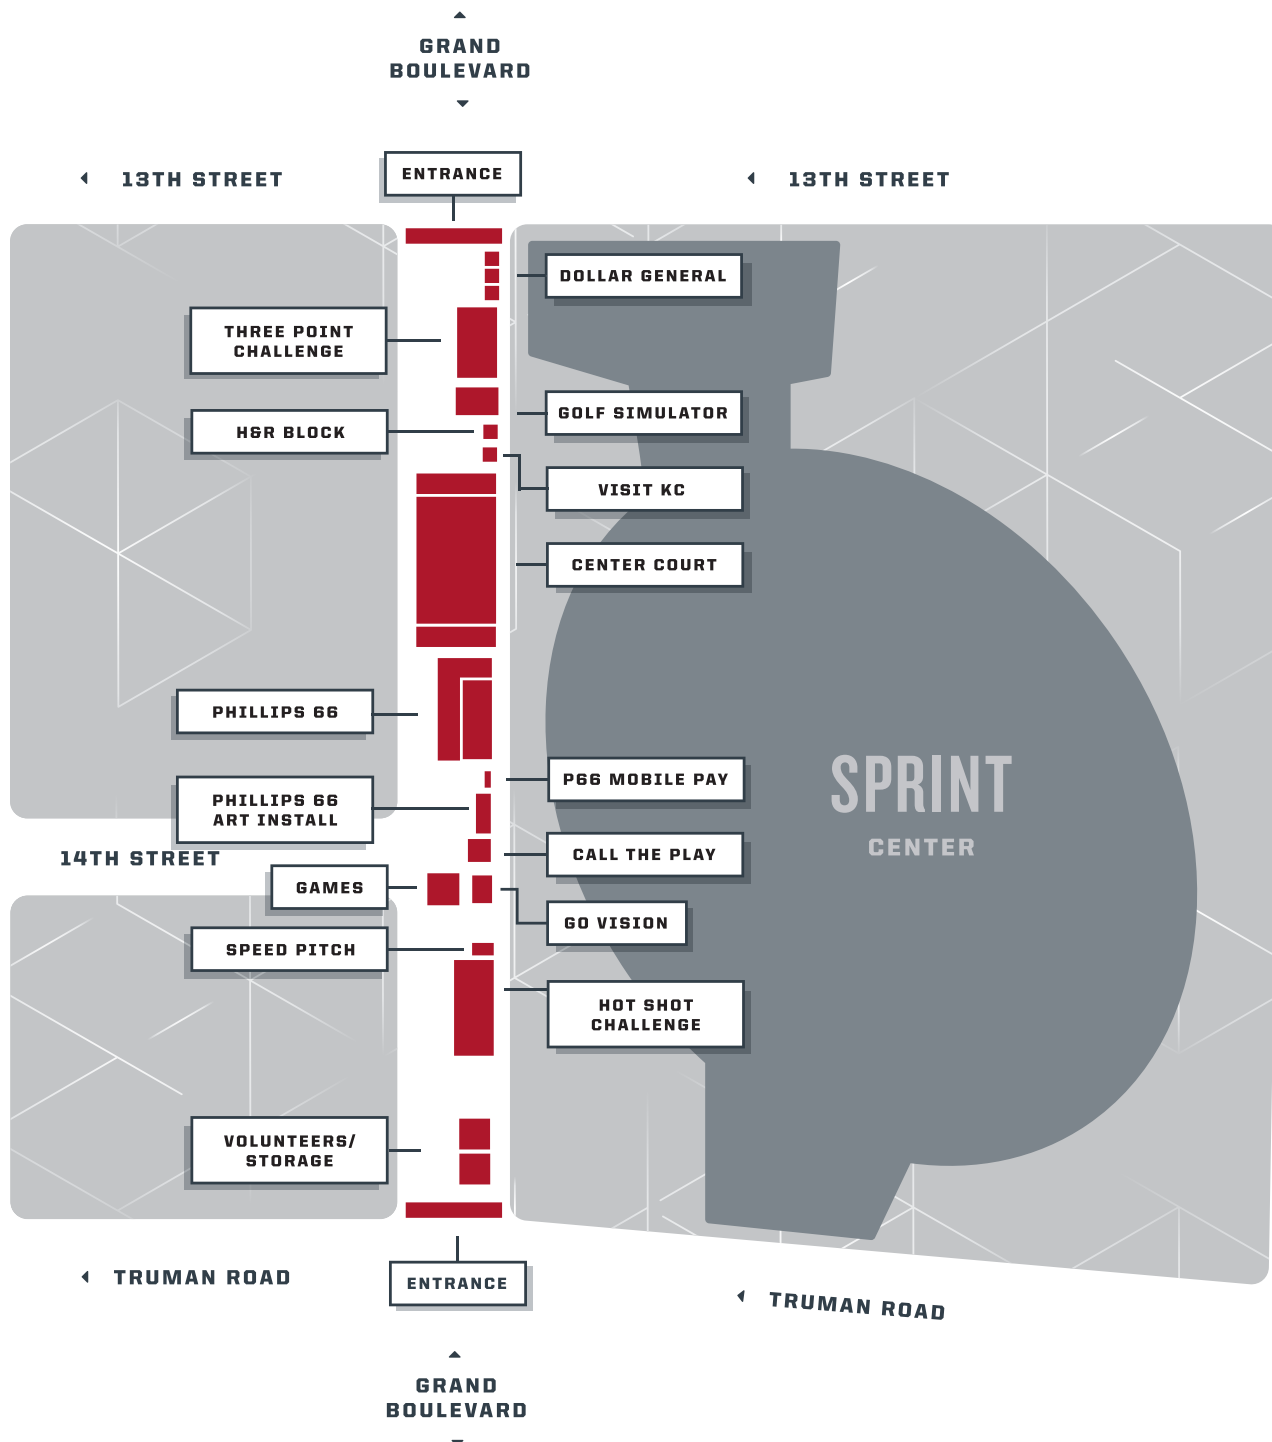 GRAND
BOULEVARD
ENTRANCE
13TH STREET
13TH STREET
DOLLAR GENERAL
THREE POINT
CHALLENGE
GOLF SIMULATOR
H&R BLOCK
VISIT KC
CENTER COURT
PHILLIPS 66
P66 MOBILE PAY
SPRINT
CENTER
PHILLIPS 66
ART INSTALL
CALL THE PLAY
14TH STREET
GAMES
GO VISION
SPEED PITCH
HOT SHOT
CHALLENGE
VOLUNTEERS/
STORAGE
TRUMAN ROAD
ENTRANCE
TRUMAN ROAD
GRAND
BOULEVARD